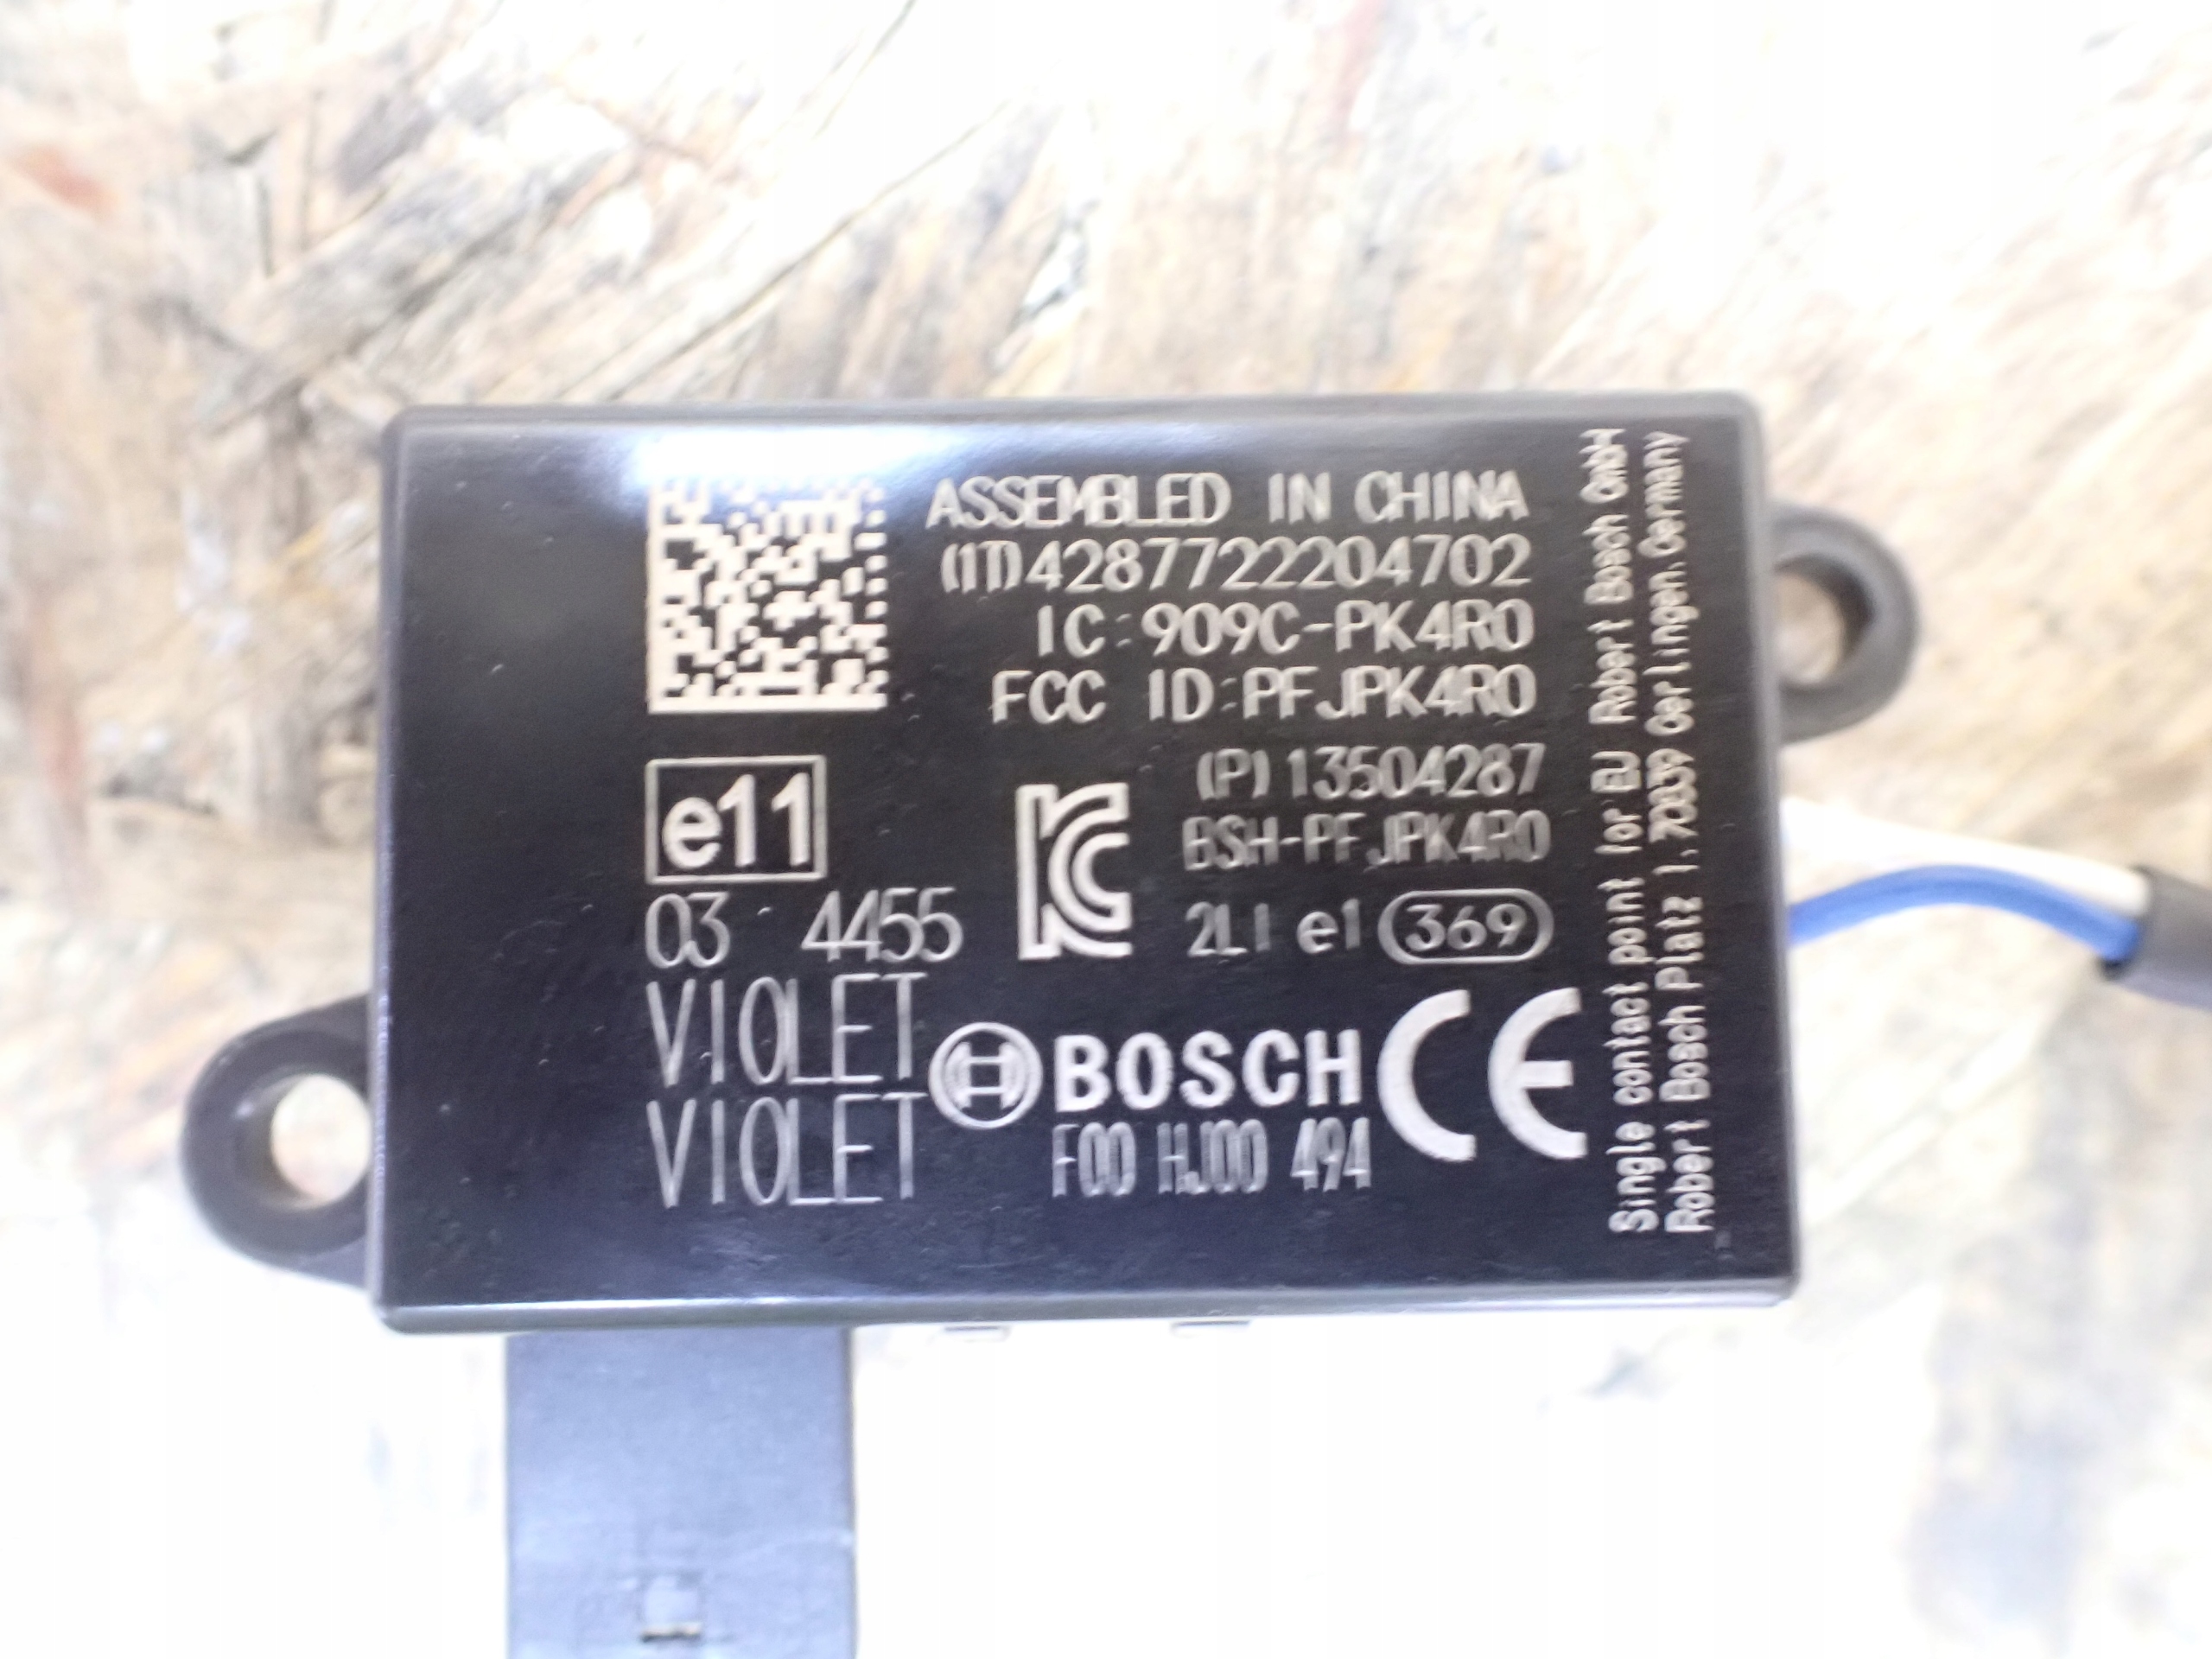 ASSEMBLED IN CHINA
(1T)4287722204702
IC:909C-PK4R0
FCC ID:PFJPK4R0
(P)13504287
BSH-PFJPK4R0
2LI e1 369
e11
03 4455
VIOLET
VIOLET
BOSCH
F00 HJ00 494
CE
Single contact point for EU Robert Bosch GmbH
Robert Bosch Platz 1,70839 Gerlingen,Germany